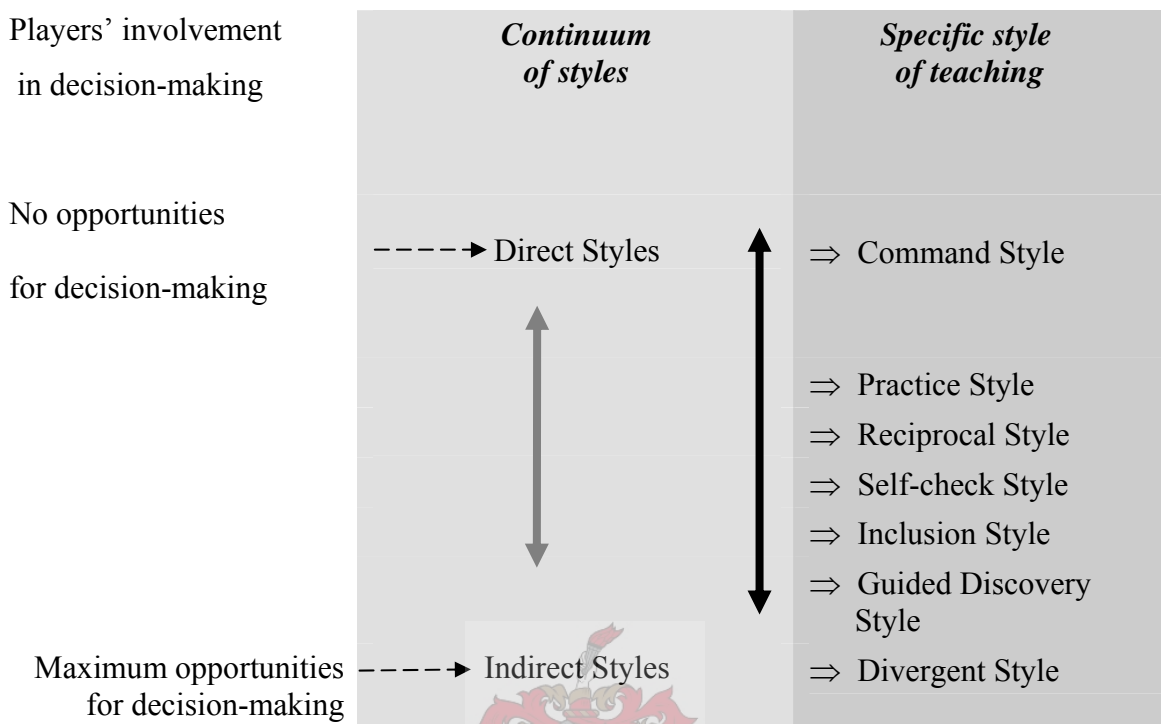 Players’ involvement
in decision-making
Continuum
of styles
Specific style
of teaching
No opportunities
for decision-making
Direct Styles
⇒ Command Style
⇒ Practice Style
⇒ Reciprocal Style
⇒ Self-check Style
⇒ Inclusion Style
⇒ Guided Discovery
Style
Maximum opportunities
for decision-making
Indirect Styles
⇒ Divergent Style